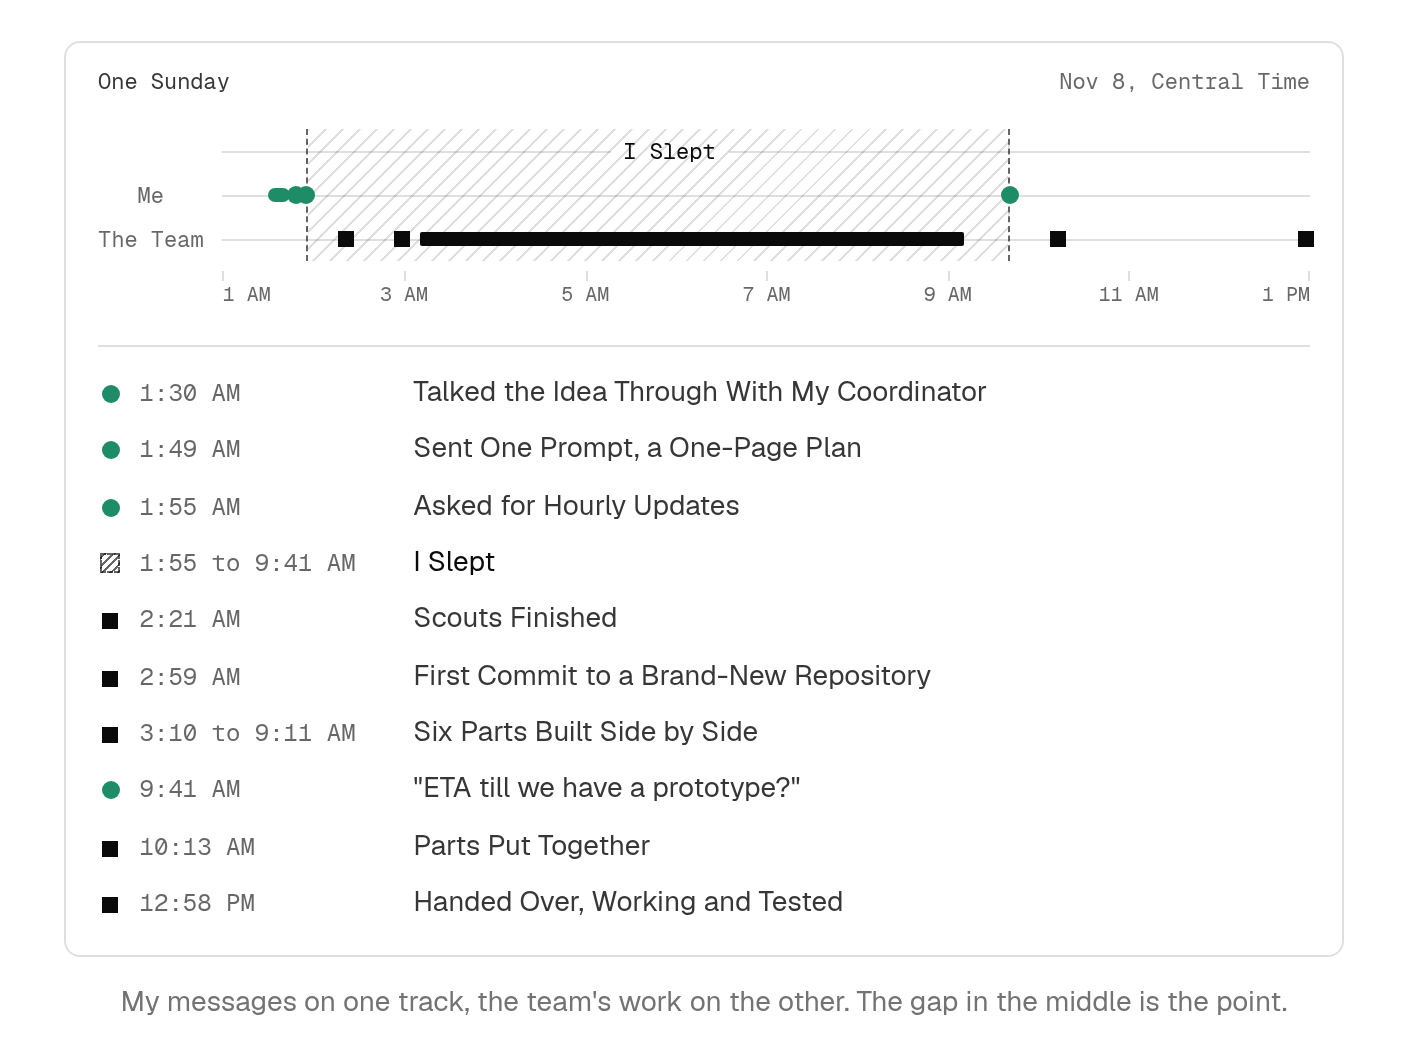 One Sunday
Nov 8, Central Time
I Slept
Me
The Team
1 AM
3 AM
5 AM
7 AM
9 AM
11 AM
1 PM
1:30 AM Talked the Idea Through With My Coordinator
1:49 AM Sent One Prompt, a One-Page Plan
1:55 AM Asked for Hourly Updates
1:55 to 9:41 AM I Slept
2:21 AM Scouts Finished
2:59 AM First Commit to a Brand-New Repository
3:10 to 9:11 AM Six Parts Built Side by Side
9:41 AM "ETA till we have a prototype?"
10:13 AM Parts Put Together
12:58 PM Handed Over, Working and Tested
My messages on one track, the team's work on the other. The gap in the middle is the point.